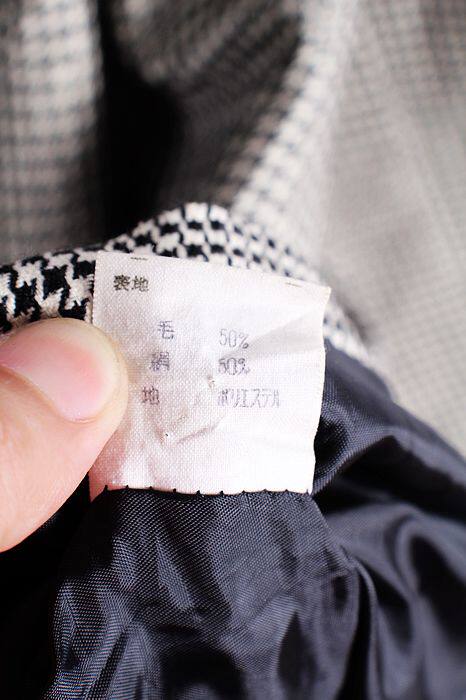 表地
毛 50%
絹 50%
地 ポリエステル